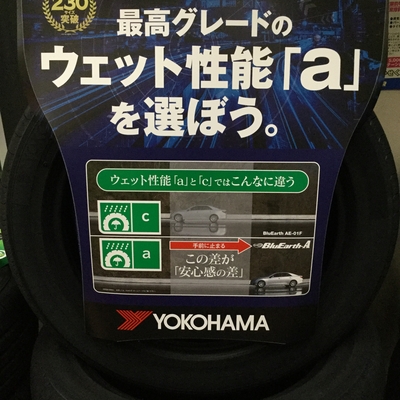 230
突破
最高グレードの
ウェット性能「a」
を選ぼう。
ウェット性能「a」と「c」ではこんなに違う
c
BluEarth AE-01F
a
手前に止まる
BluEarth-A
この差が
「安心感の差」
YOKOHAMA